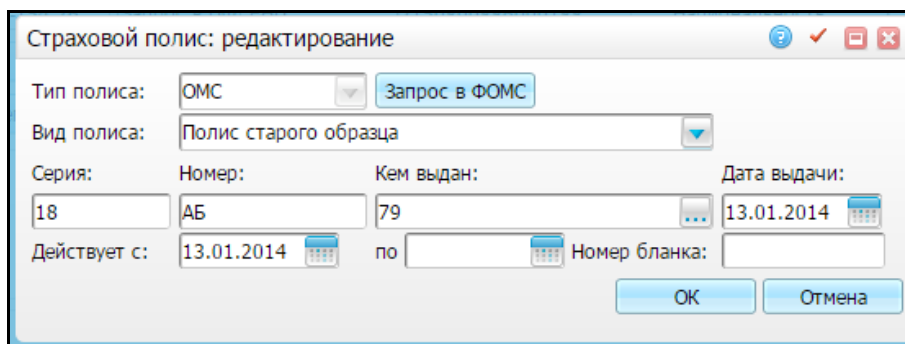 Страховой полис: редактирование
Тип полиса: ОМС Запрос в ФОМС
Вид полиса: Полис старого образца
Серия: Номер: Кем выдан: Дата выдачи:
18 АБ 79 ... 13.01.2014
Действует с: 13.01.2014 по Номер бланка:
ОК Отмена